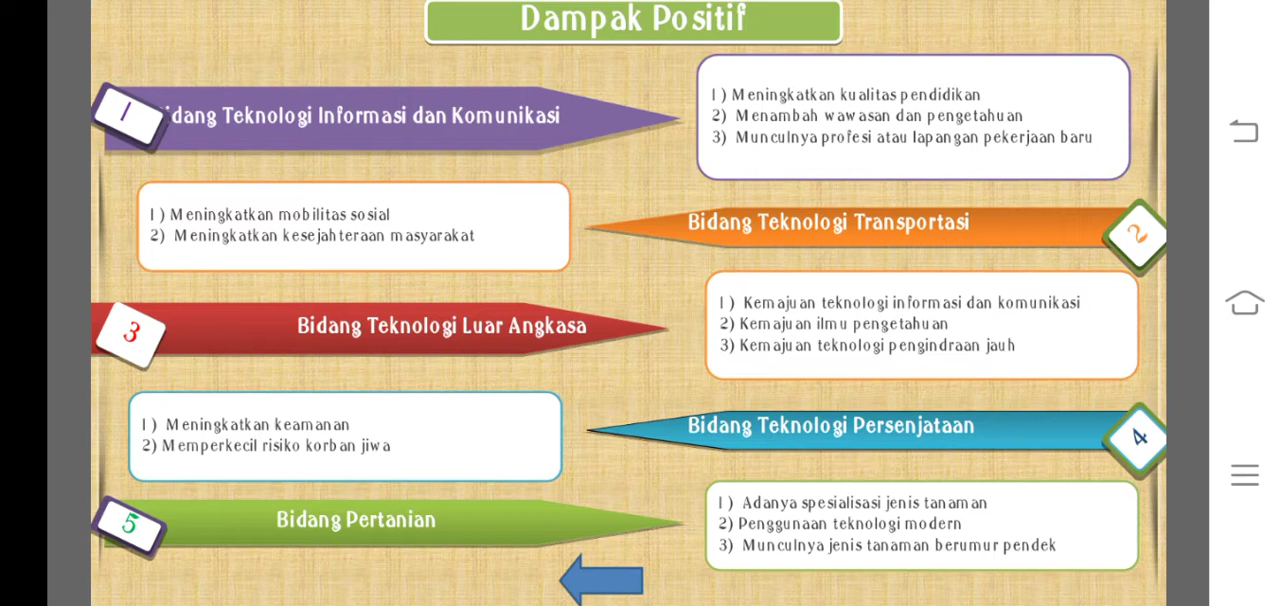 Dampak Positif
1
idang Teknologi Informasi dan Komunikasi
1) Meningkatkan kualitas pendidikan
2) Menambah wawasan dan pengetahuan
3) Munculnya profesi atau lapangan pekerjaan baru
1) Meningkatkan mobilitas sosial
2) Meningkatkan kesejahteraan masyarakat
Bidang Teknologi Transportasi
2
3
Bidang Teknologi Luar Angkasa
1) Kemajuan teknologi informasi dan komunikasi
2) Kemajuan ilmu pengetahuan
3) Kemajuan teknologi pengindraan jauh
1) Meningkatkan keamanan
2) Memperkecil risiko korban jiwa
Bidang Teknologi Persenjataan
4
5
Bidang Pertanian
1) Adanya spesialisasi jenis tanaman
2) Penggunaan teknologi modern
3) Munculnya jenis tanaman berumur pendek